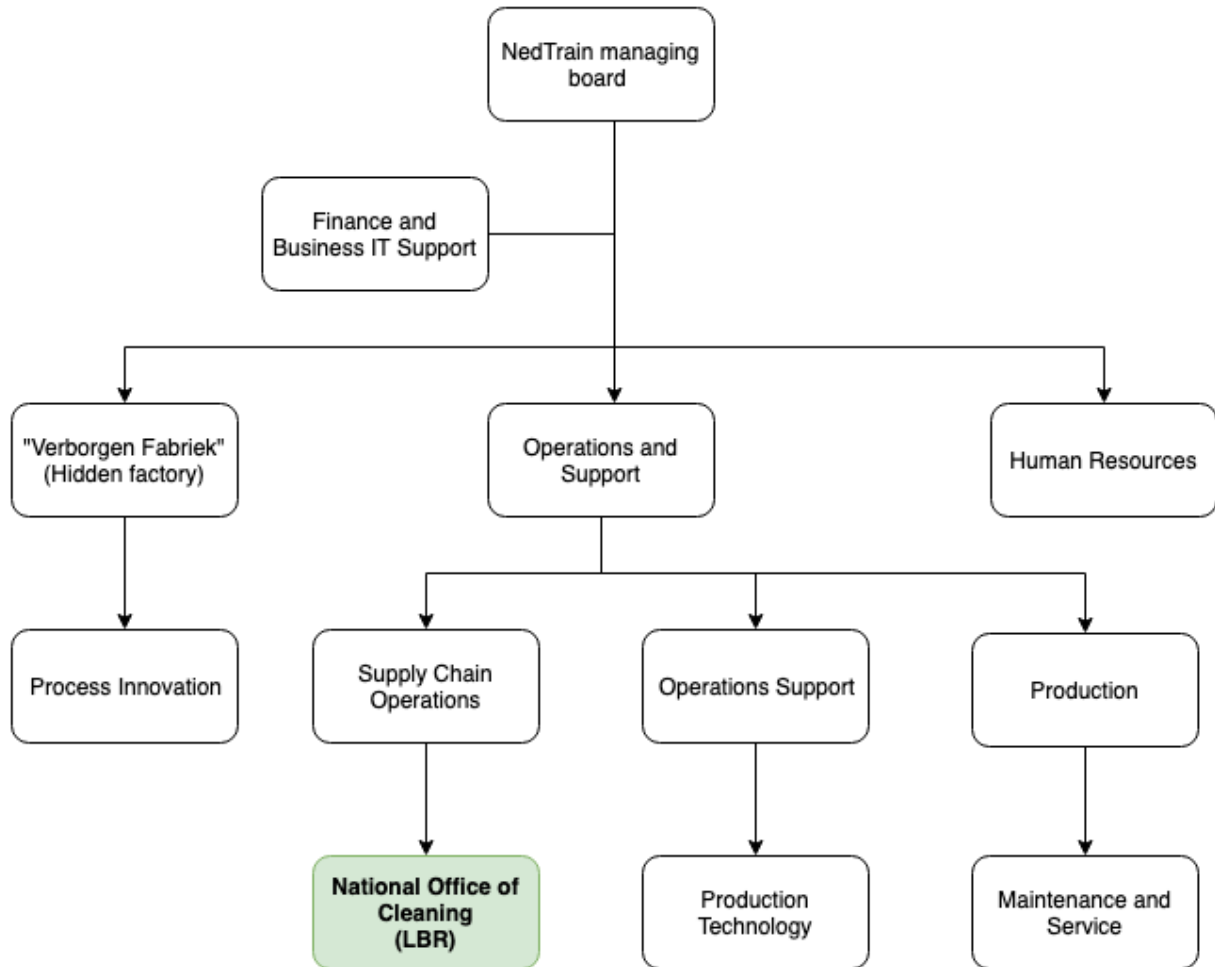 NedTrain managing
board
Finance and
Business IT Support
"Verborgen Fabriek"
(Hidden factory)
Operations and
Support
Human Resources
Process Innovation
Supply Chain
Operations
Operations Support
Production
National Office of
Cleaning
(LBR)
Production
Technology
Maintenance and
Service